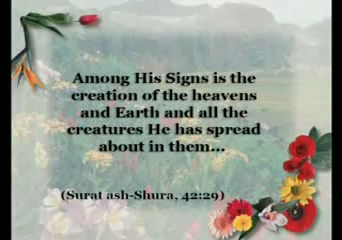 Among His Signs is the
creation of the heavens
and Earth and all the
creatures He has spread
about in them...
(Surat ash-Shura, 42:29)